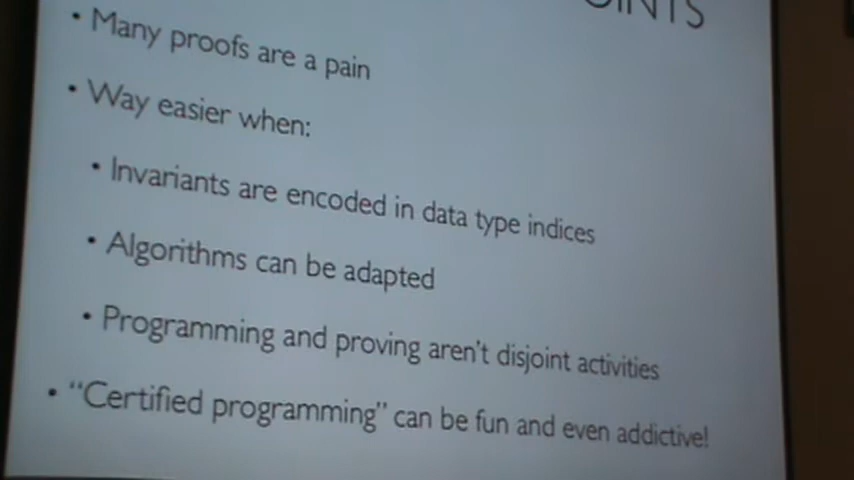 • Many proofs are a pain
• Way easier when:
• Invariants are encoded in data type indices
• Algorithms can be adapted
• Programming and proving aren't disjoint activities
• “Certified programming” can be fun and even addictive!